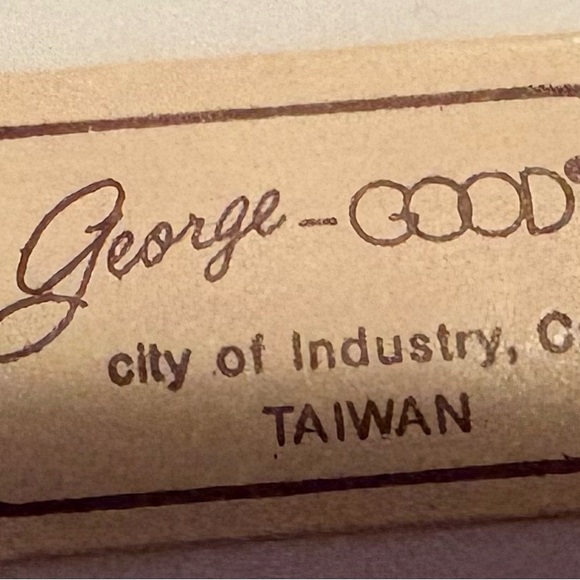 George-GOOD®
city of Industry, C
TAIWAN